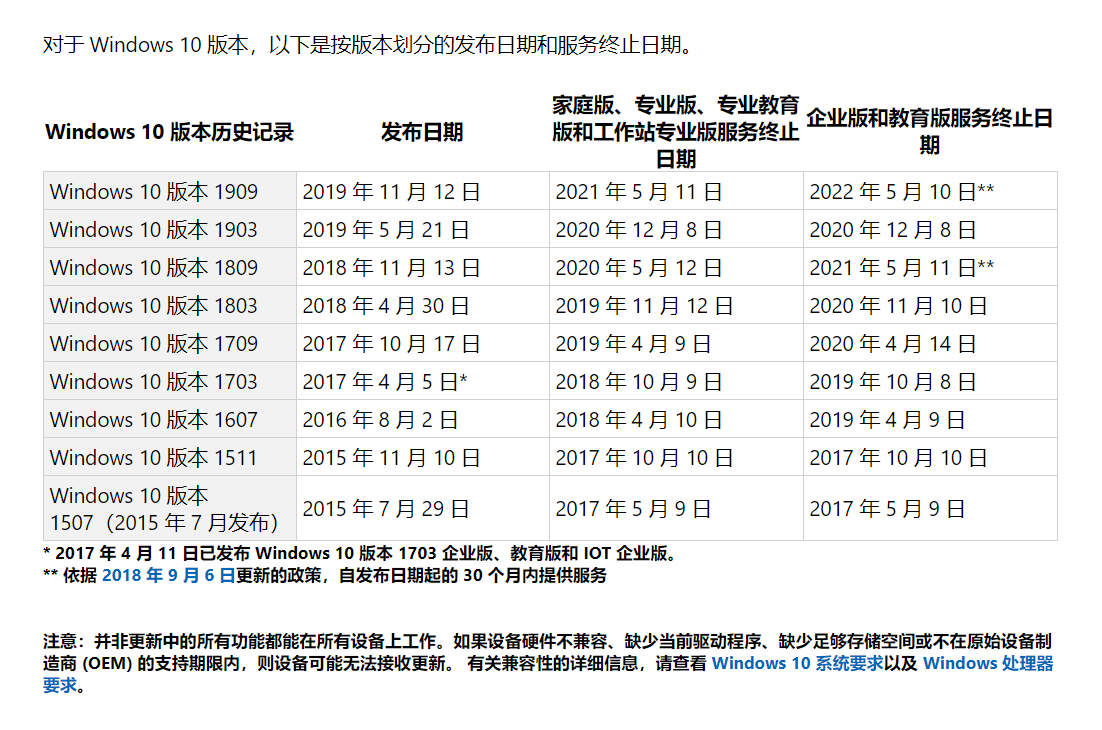 对于 Windows 10 版本，以下是按版本划分的发布日期和服务终止日期。
Windows 10 版本历史记录 发布日期 家庭版、专业版、专业教育版和工作站专业版服务终止日期 企业版和教育版服务终止日期
Windows 10 版本 1909 2019 年 11 月 12 日 2021 年 5 月 11 日 2022 年 5 月 10 日**
Windows 10 版本 1903 2019 年 5 月 21 日 2020 年 12 月 8 日 2020 年 12 月 8 日
Windows 10 版本 1809 2018 年 11 月 13 日 2020 年 5 月 12 日 2021 年 5 月 11 日**
Windows 10 版本 1803 2018 年 4 月 30 日 2019 年 11 月 12 日 2020 年 11 月 10 日
Windows 10 版本 1709 2017 年 10 月 17 日 2019 年 4 月 9 日 2020 年 4 月 14 日
Windows 10 版本 1703 2017 年 4 月 5 日* 2018 年 10 月 9 日 2019 年 10 月 8 日
Windows 10 版本 1607 2016 年 8 月 2 日 2018 年 4 月 10 日 2019 年 4 月 9 日
Windows 10 版本 1511 2015 年 11 月 10 日 2017 年 10 月 10 日 2017 年 10 月 10 日
Windows 10 版本 1507（2015 年 7 月发布） 2015 年 7 月 29 日 2017 年 5 月 9 日 2017 年 5 月 9 日
* 2017 年 4 月 11 日已发布 Windows 10 版本 1703 企业版、教育版和 IOT 企业版。
** 依据 2018 年 9 月 6 日更新的政策，自发布日期起的 30 个月内提供服务
注意：并非更新中的所有功能都能在所有设备上工作。如果设备硬件不兼容、缺少当前驱动程序、缺少足够存储空间或不在原始设备制
造商 (OEM) 的支持期限内，则设备可能无法接收更新。 有关兼容性的详细信息，请查看 Windows 10 系统要求以及 Windows 处理器
要求。